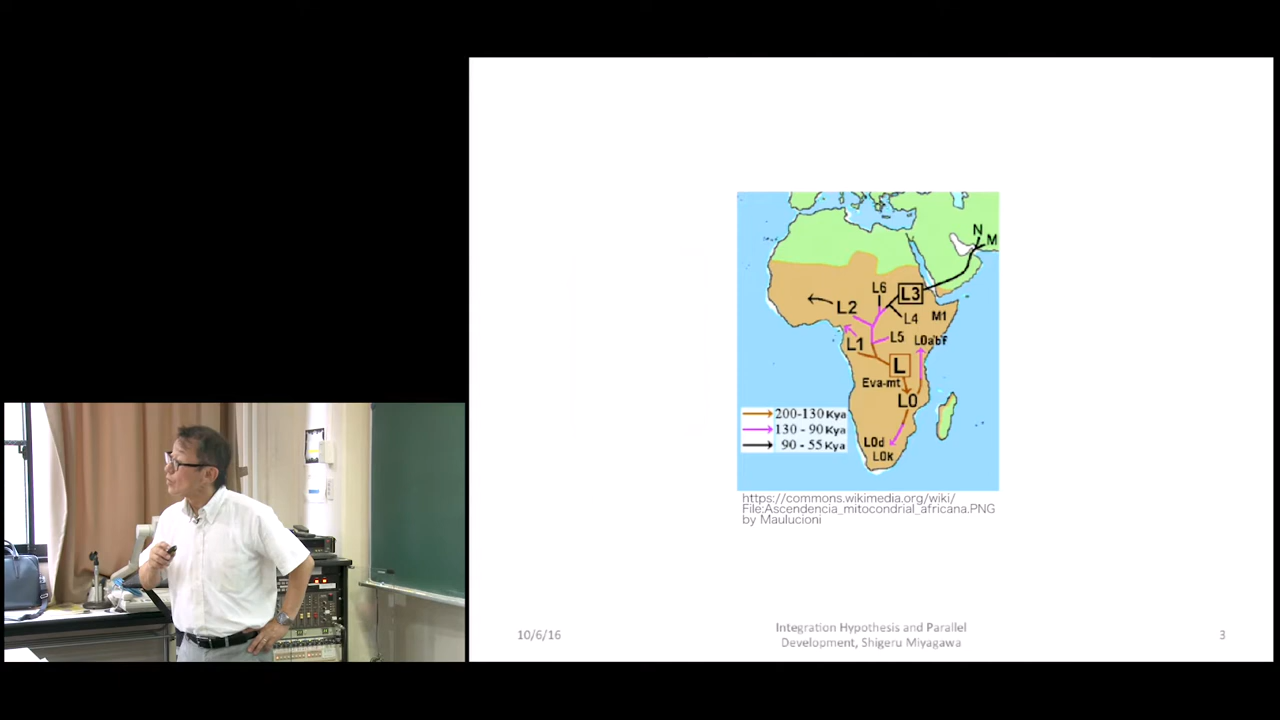 N
M
L6
L3
L2
L4
M1
L5
L0abf
L1
L
Eva-mt
L0
200-130 Kya
130 - 90 Kya
90 - 55 Kya
L0d
L0k
https://commons.wikimedia.org/wiki/
File:Ascendencia_mitocondrial_africana.PNG
by Maulucioni
10/6/16
Integration Hypothesis and Parallel
Development, Shigeru Miyagawa
3